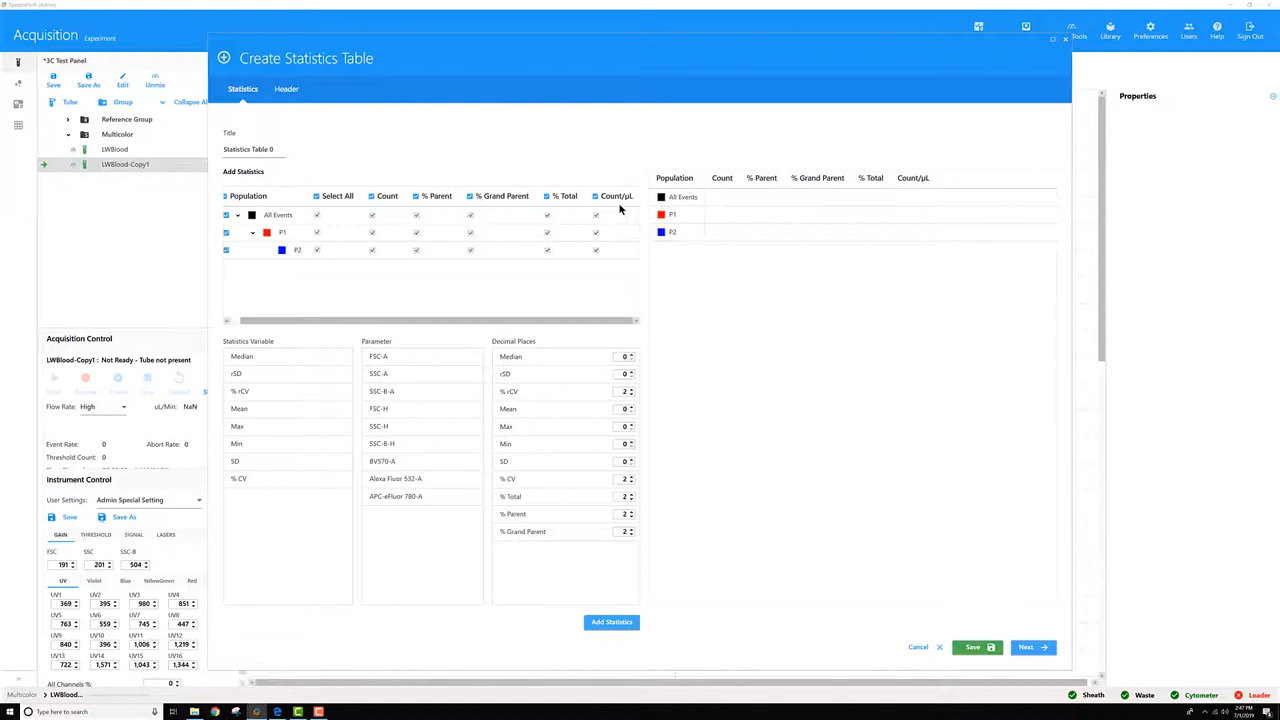 SpectroFlo® (Admin)
Acquisition Experiment
Tools Library Preferences Users Help Sign Out
*3C Test Panel
Save Save As Edit Unmix
Tube Group Collapse Al
Reference Group
Multicolor
LWBlood
LWBlood-Copy1
Create Statistics Table
Statistics Header
Title
Statistics Table 0
Add Statistics
Population Select All Count % Parent % Grand Parent % Total Count/µL
All Events
P1
P2
Population Count % Parent % Grand Parent % Total Count/µL
All Events
P1
P2
Properties
Statistics Variable
Median
rSD
% rCV
Mean
Max
Min
SD
% CV
Parameter
FSC-A
SSC-A
SSC-B-A
FSC-H
SSC-H
SSC-B-H
BV570-A
Alexa Fluor 532-A
APC-eFluor 780-A
Decimal Places
Median 0
rSD 0
% rCV 2
Mean 0
Max 0
Min 0
SD 0
% CV 2
% Total 2
% Parent 2
% Grand Parent 2
Add Statistics
Cancel Save Next
Acquisition Control
LWBlood-Copy1 : Not Ready - Tube not present
Flow Rate: High uL/Min: NaN
Event Rate: 0 Abort Rate: 0
Threshold Count: 0
Instrument Control
User Settings: Admin Special Setting
Save Save As
GAIN THRESHOLD SIGNAL LASERS
FSC SSC SSC-B
191 201 504
UV Violet Blue YellowGreen Red
UV1 UV2 UV3 UV4
369 395 980 851
UV5 UV6 UV7 UV8
763 559 745 447
UV9 UV10 UV11 UV12
840 396 1,006 1,219
UV13 UV14 UV15 UV16
722 1,571 1,043 1,344
All Channels %: 0
Multicolor LWBlood...
Sheath Waste Cytometer Loader
Type here to search
2:47 PM
7/1/2019